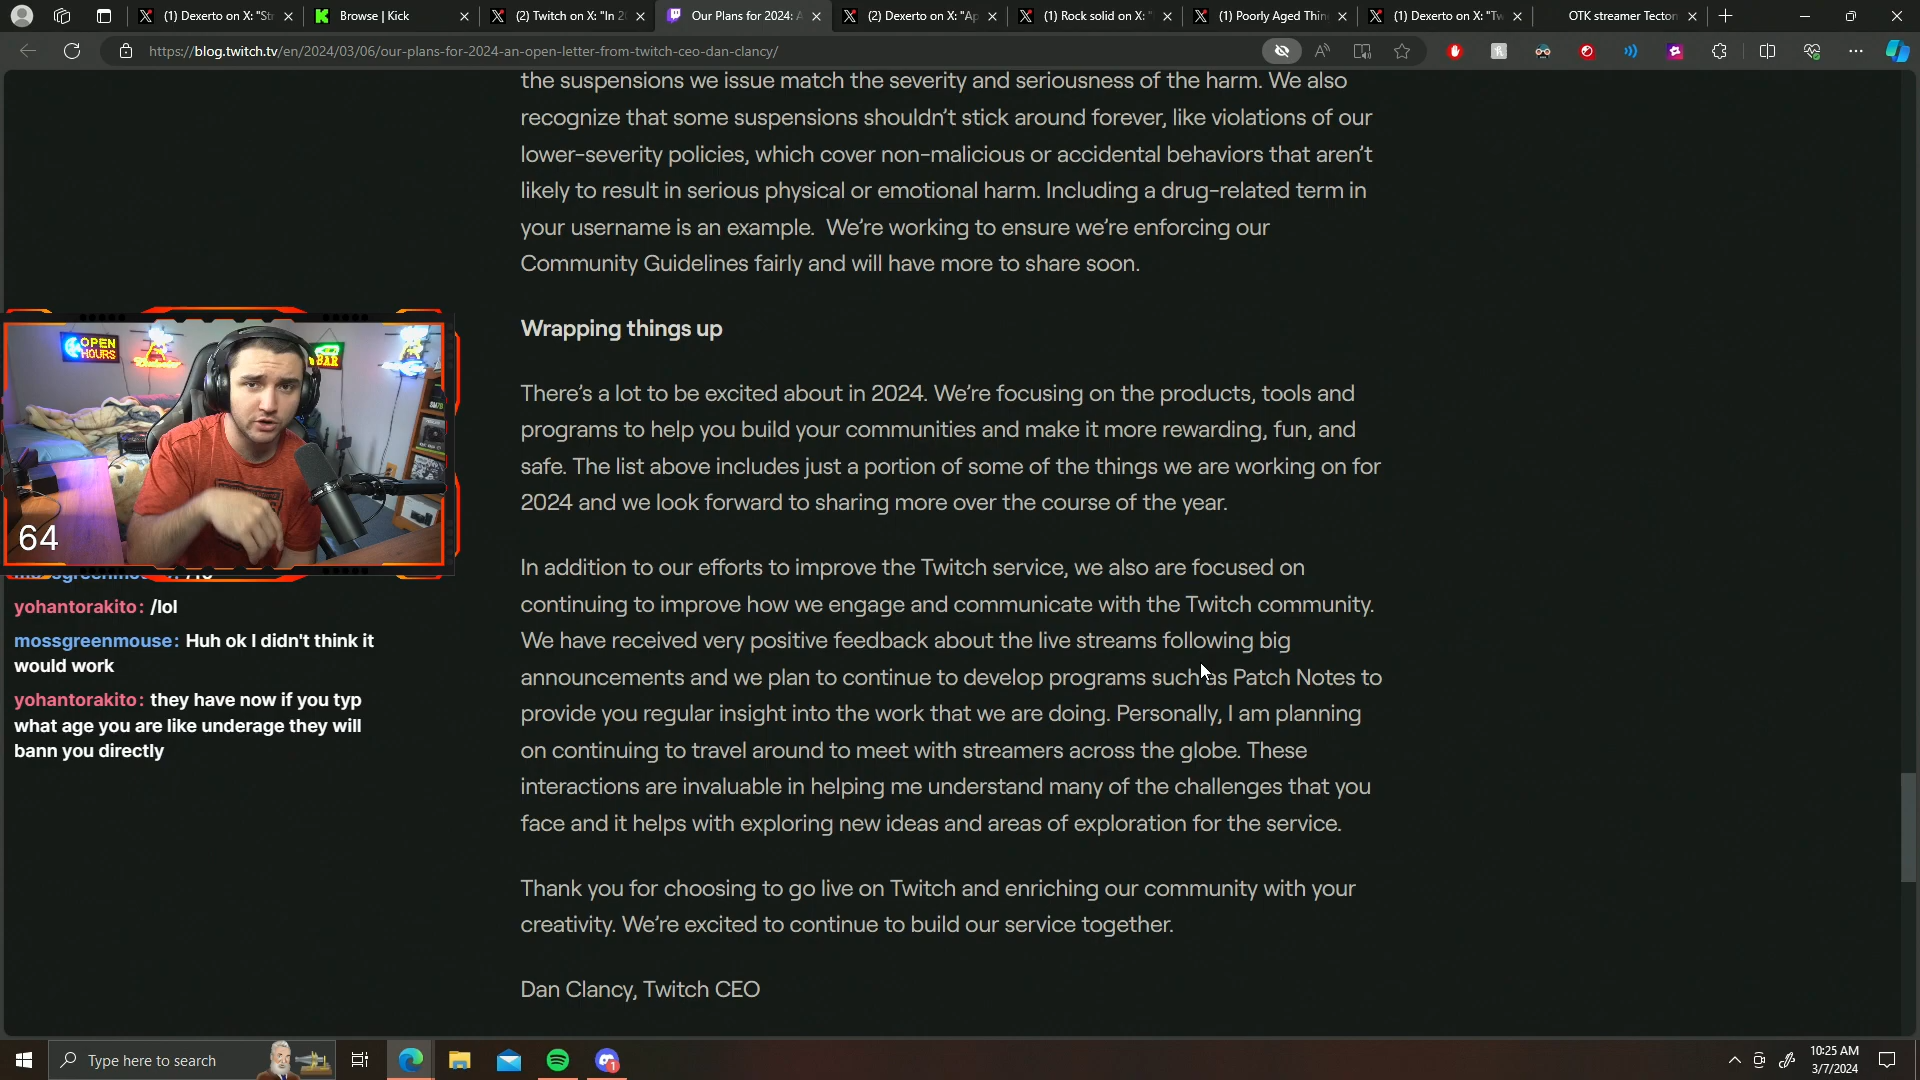 (1) Dexerto on X: "St
Browse | Kick
(2) Twitch on X: "In 2
Our Plans for 2024: A
(2) Dexerto on X: "Ap
(1) Rock solid on X: "
(1) Poorly Aged Thin
(1) Dexerto on X: "Tw
OTK streamer Tecton
https://blog.twitch.tv/en/2024/03/06/our-plans-for-2024-an-open-letter-from-twitch-ceo-dan-clancy/
the suspensions we issue match the severity and seriousness of the harm. We also
recognize that some suspensions shouldn't stick around forever, like violations of our
lower-severity policies, which cover non-malicious or accidental behaviors that aren't
likely to result in serious physical or emotional harm. Including a drug-related term in
your username is an example.  We're working to ensure we're enforcing our
Community Guidelines fairly and will have more to share soon.
Wrapping things up
There's a lot to be excited about in 2024. We're focusing on the products, tools and
programs to help you build your communities and make it more rewarding, fun, and
safe. The list above includes just a portion of some of the things we are working on for
2024 and we look forward to sharing more over the course of the year.
In addition to our efforts to improve the Twitch service, we also are focused on
continuing to improve how we engage and communicate with the Twitch community.
We have received very positive feedback about the live streams following big
announcements and we plan to continue to develop programs such as Patch Notes to
provide you regular insight into the work that we are doing. Personally, I am planning
on continuing to travel around to meet with streamers across the globe. These
interactions are invaluable in helping me understand many of the challenges that you
face and it helps with exploring new ideas and areas of exploration for the service.
Thank you for choosing to go live on Twitch and enriching our community with your
creativity. We're excited to continue to build our service together.
Dan Clancy, Twitch CEO
OPEN
HOURS
BAR
64
yohantorakito: /lol
mossgreenmouse: Huh ok I didn't think it
would work
yohantorakito: they have now if you typ
what age you are like underage they will
bann you directly
Type here to search
1
10:25 AM
3/7/2024